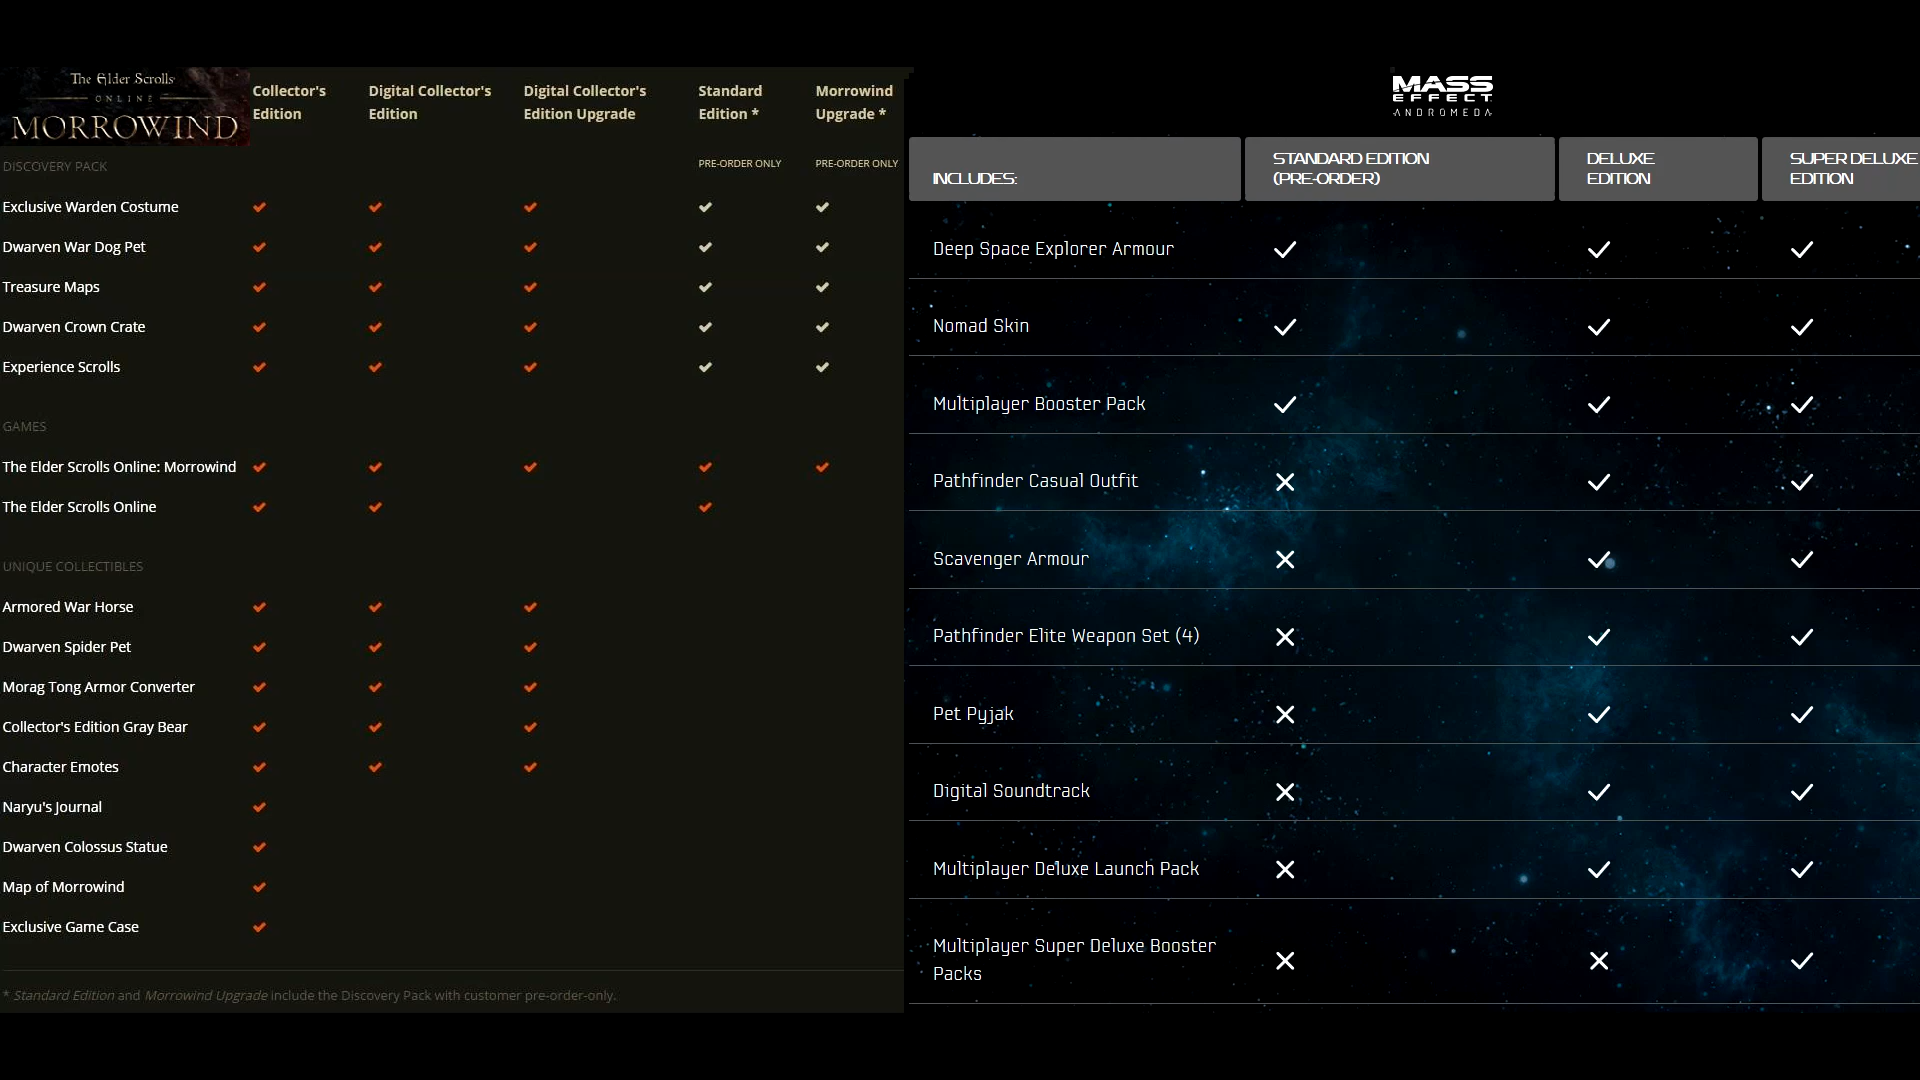 The Elder Scrolls
ONLINE
MORROWIND
Collector's Edition
Digital Collector's Edition
Digital Collector's Edition Upgrade
Standard Edition *
Morrowind Upgrade *
DISCOVERY PACK
PRE-ORDER ONLY
PRE-ORDER ONLY
Exclusive Warden Costume
Dwarven War Dog Pet
Treasure Maps
Dwarven Crown Crate
Experience Scrolls
GAMES
The Elder Scrolls Online: Morrowind
The Elder Scrolls Online
UNIQUE COLLECTIBLES
Armored War Horse
Dwarven Spider Pet
Morag Tong Armor Converter
Collector's Edition Gray Bear
Character Emotes
Naryu's Journal
Dwarven Colossus Statue
Map of Morrowind
Exclusive Game Case
* Standard Edition and Morrowind Upgrade include the Discovery Pack with customer pre-order-only.
MASS
EFFECT
ANDROMEDA
INCLUDES:
STANDARD EDITION
(PRE-ORDER)
DELUXE
EDITION
SUPER DELUXE
EDITION
Deep Space Explorer Armour
Nomad Skin
Multiplayer Booster Pack
Pathfinder Casual Outfit
Scavenger Armour
Pathfinder Elite Weapon Set (4)
Pet Pyjak
Digital Soundtrack
Multiplayer Deluxe Launch Pack
Multiplayer Super Deluxe Booster
Packs